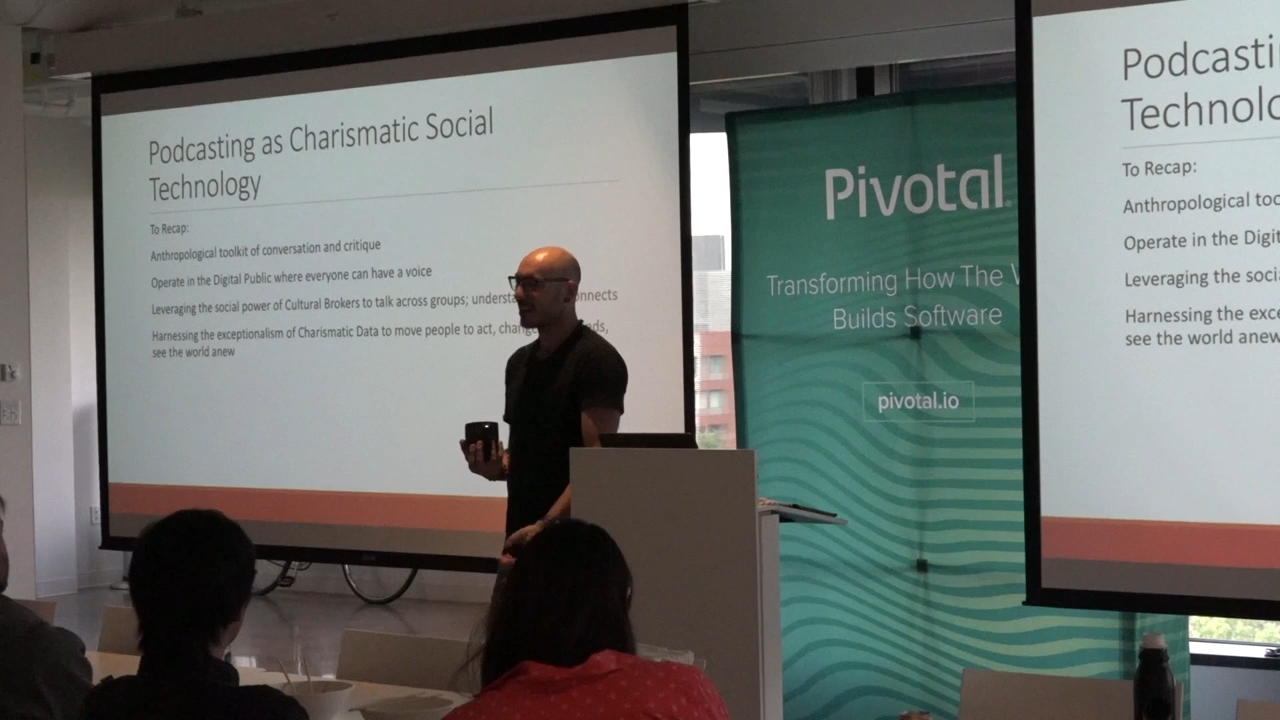 Podcasting as Charismatic Social
Technology
To Recap:
Anthropological toolkit of conversation and critique
Operate in the Digital Public where everyone can have a voice
Leveraging the social power of Cultural Brokers to talk across groups; understa onnects
Harnessing the exceptionalism of Charismatic Data to move people to act, chang ds,
see the world anew
Pivotal
Transforming How The W
Builds Software
pivotal.io
Podcasti
Technolo
To Recap:
Anthropological too
Operate in the Digit
Leveraging the socia
Harnessing the exce
see the world anew